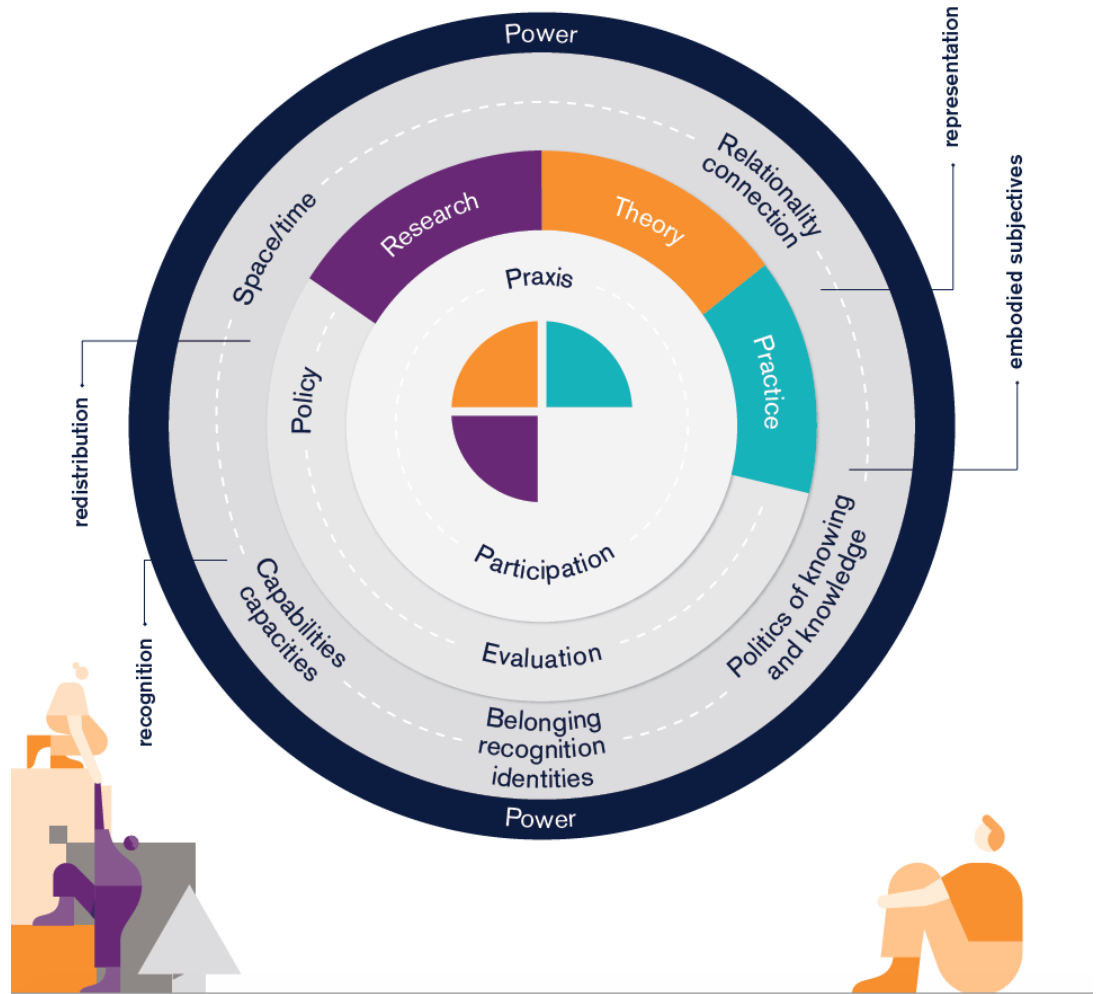 Power
representation
Relationality
connection
embodied subjectives
Research
Theory
Space/time
Praxis
Practice
Policy
redistribution
Participation
Politics of knowing
and knowledge
Capabilities
capacities
recognition
Evaluation
Belonging
recognition
identities
Power